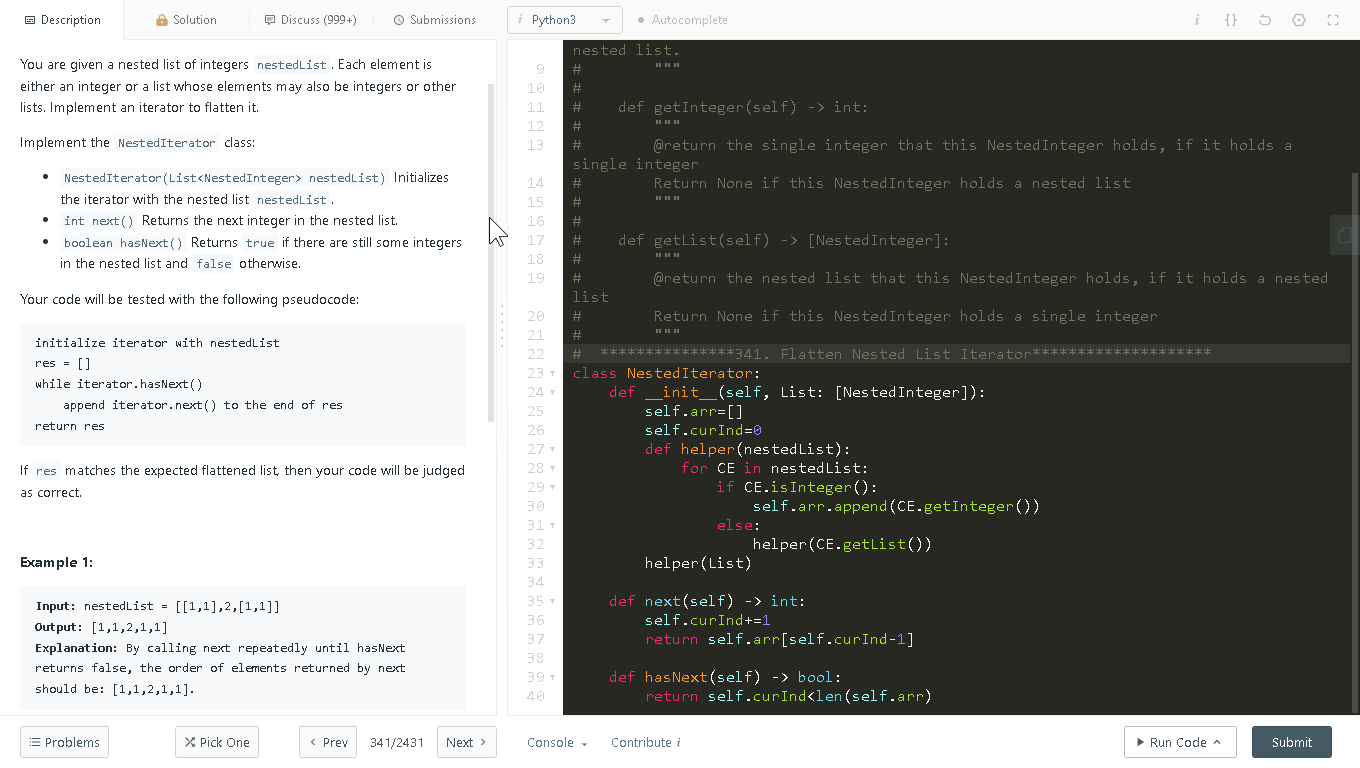 Description
Solution
Discuss (999+)
Submissions
i Python3
Autocomplete
i {}
You are given a nested list of integers nestedList. Each element is
either an integer or a list whose elements may also be integers or other
lists. Implement an iterator to flatten it.
Implement the NestedIterator class:
• NestedIterator(List<NestedInteger> nestedList) Initializes
the iterator with the nested list nestedList.
• int next() Returns the next integer in the nested list.
• boolean hasNext() Returns true if there are still some integers
in the nested list and false otherwise.
Your code will be tested with the following pseudocode:
initialize iterator with nestedList
res = []
while iterator.hasNext()
    append iterator.next() to the end of res
return res
If res matches the expected flattened list, then your code will be judged
as correct.
Example 1:
Input: nestedList = [[1,1],2,[1,1]]
Output: [1,1,2,1,1]
Explanation: By calling next repeatedly until hasNext
returns false, the order of elements returned by next
should be: [1,1,2,1,1].
nested list.
9 #        """
10 #
11 #    def getInteger(self) -> int:
12 #        """
13 #        @return the single integer that this NestedInteger holds, if it holds a
single integer
14 #        Return None if this NestedInteger holds a nested list
15 #        """
16 #
17 #    def getList(self) -> [NestedInteger]:
18 #        """
19 #        @return the nested list that this NestedInteger holds, if it holds a nested
list
20 #        Return None if this NestedInteger holds a single integer
21 #        """
22 #  ***************341. Flatten Nested List Iterator********************
23 class NestedIterator:
24     def __init__(self, List: [NestedInteger]):
25         self.arr=[]
26         self.curInd=0
27         def helper(nestedList):
28             for CE in nestedList:
29                 if CE.isInteger():
30                     self.arr.append(CE.getInteger())
31                 else:
32                     helper(CE.getList())
33         helper(List)
34
35     def next(self) -> int:
36         self.curInd+=1
37         return self.arr[self.curInd-1]
38
39     def hasNext(self) -> bool:
40         return self.curInd<len(self.arr)
Problems
Pick One
Prev
341/2431
Next
Console
Contribute i
Run Code
Submit